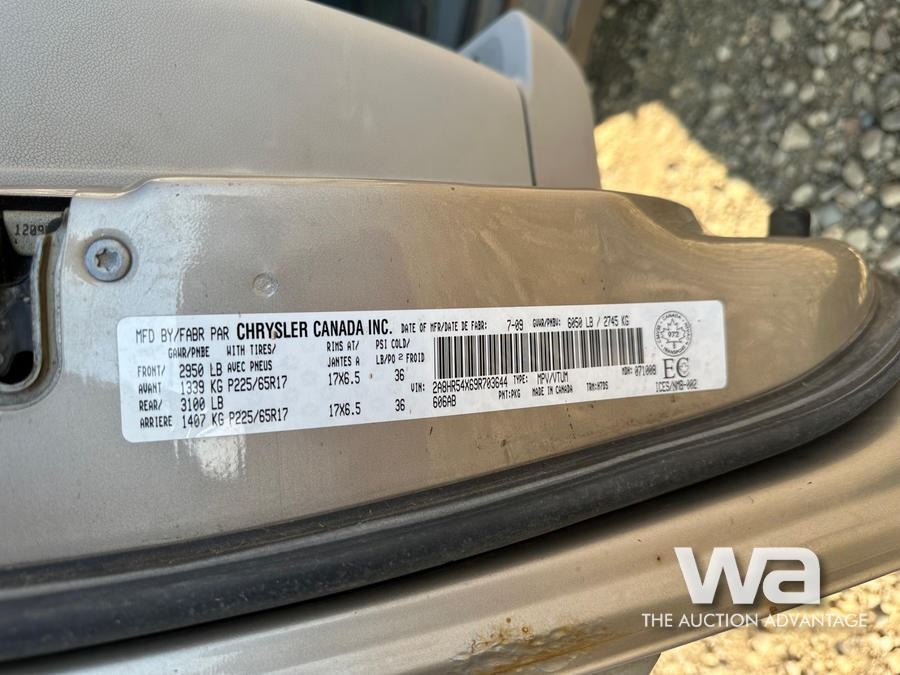 1209
MFD BY/FABR PAR CHRYSLER CANADA INC. DATE OF MFR/DATE DE FABR: 7-09 GVWR/PNBV: 6050 LB / 2745 KG
GAWR/PNBE WITH TIRES/ RIMS AT/ PSI COLD/
FRONT/ 2950 LB AVEC PNEUS JANTES A LB/PO 2 FROID
AVANT 1339 KG P225/65R17 17X6.5 36
REAR/ 3100 LB
ARRIERE 1407 KG P225/65R17 17X6.5 36
VIN: 2A8HR54X69R703644 TYPE: MPV/VTUM MDH: 071008
606AB PNT:PKG MADE IN CANADA TRM:H7DS
CANADA
972
EC
ICES/NMB-002
wa
THE AUCTION ADVANTAGE